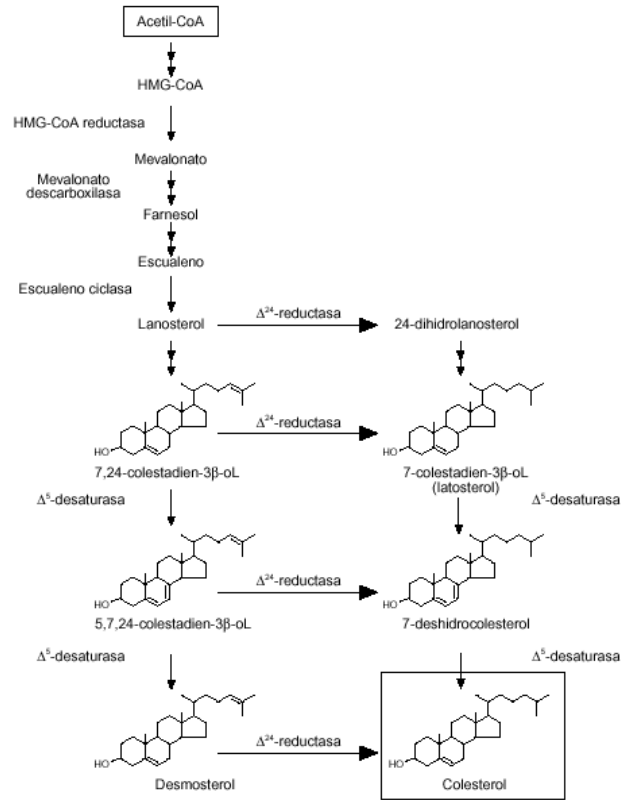 Acetil-CoA
HMG-CoA
HMG-CoA reductasa
Mevalonato
Mevalonato
descarboxilasa
Farnesol
Escualeno
Escualeno ciclasa
Lanosterol
Δ²⁴-reductasa
24-dihidrolanosterol
HO
Δ²⁴-reductasa
HO
7,24-colestadien-3β-oL
7-colestadien-3β-oL
(latosterol)
Δ⁵-desaturasa
Δ⁵-desaturasa
HO
Δ²⁴-reductasa
HO
5,7,24-colestadien-3β-oL
7-deshidrocolesterol
Δ⁵-desaturasa
Δ⁵-desaturasa
HO
Δ²⁴-reductasa
HO
Desmosterol
Colesterol